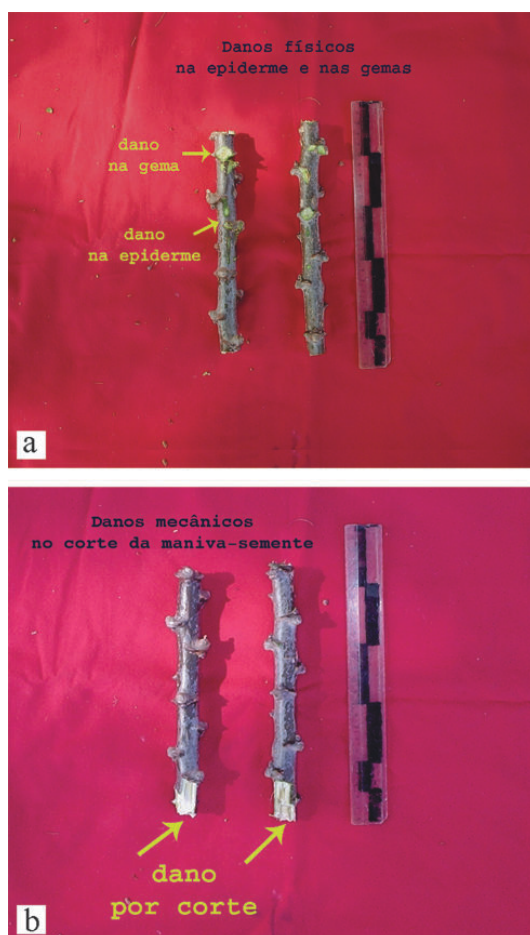 Danos físicos
na epiderme e nas gemas
dano
na gema
dano
na epiderme
a
Danos mecânicos
no corte da maniva-semente
dano
por corte
b